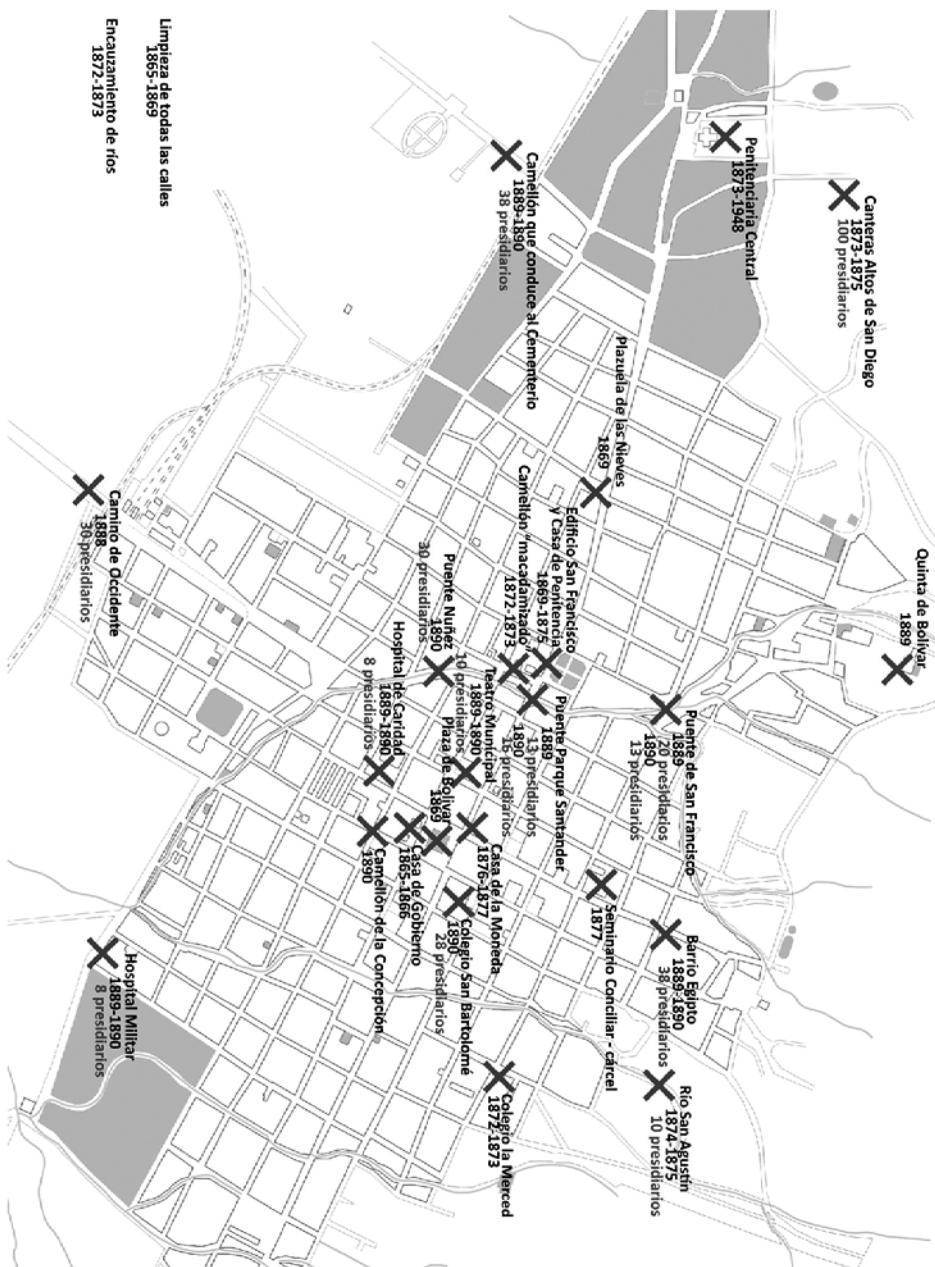 Quinta de Bolívar
1889
Canteras Altos de San Diego
1873-1875
100 presidiarios
Penitenciaria Central
1873-1948
Puente de San Francisco
1889
20 presidiarios
1890
13 presidiarios
Barrio Egipto
1889-1890
38 presidiarios
Río San Agustín
1874-1875
10 presidiarios
Seminario Conciliar - cárcel
1877
Plazuela de las Nieves
1869
Edificio San Francisco
y Casa de Penitencia
1869-1875
Puente Parque Santander
1889
13 presidiarios
1890
16 presidiarios
Camellón que conduce al Cementerio
1889-1890
38 presidiarios
Camellón "macadamizado"
1872-1873
Colegio la Merced
1872-1873
Casa de la Moneda
1876-1877
Teatro Municipal
1889-1890
10 presidiarios
Colegio San Bartolomé
1890
28 presidiarios
Puente Nuñez
1890
30 presidiarios
Plaza de Bolívar
1869
Casa de Gobierno
1865-1866
Hospital de Caridad
1889-1890
8 presidiarios
Camellón de la Concepción
1890
Hospital Militar
1889-1890
8 presidiarios
Camino de Occidente
1888
30 presidiarios
Limpieza de todas las calles
1865-1869
Encauzamiento de ríos
1872-1873